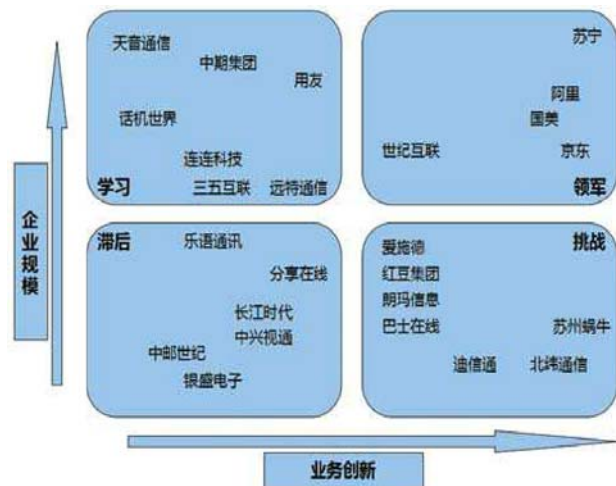 天音通信
中期集团
用友
话机世界
连连科技
三五互联 远特通信
学习
苏宁
阿里
国美
世纪互联 京东
领军
企业规模
滞后 乐语通讯
分享在线
长江时代
中兴视通
中邮世纪
银盛电子
挑战
爱施德
红豆集团
朗玛信息
巴士在线 苏州蜗牛
迪信通 北纬通信
业务创新